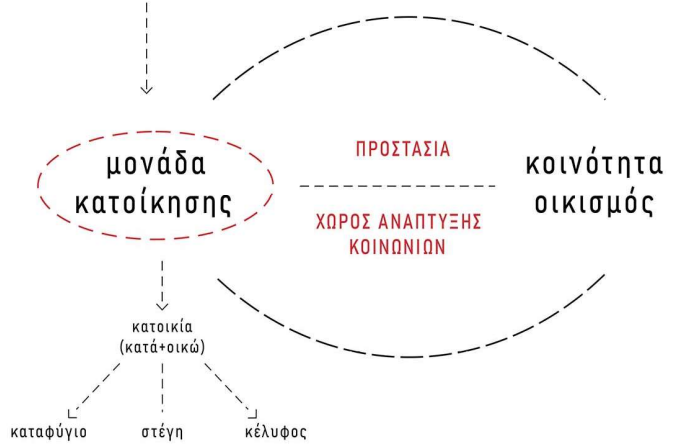 μονάδα
κατοίκησης
ΠΡΟΣΤΑΣΙΑ
ΧΩΡΟΣ ΑΝΑΠΤΥΞΗΣ
ΚΟΙΝΩΝΙΩΝ
κοινότητα
οικισμός
κατοικία
(κατά+οικώ)
καταφύγιο
στέγη
κέλυφος